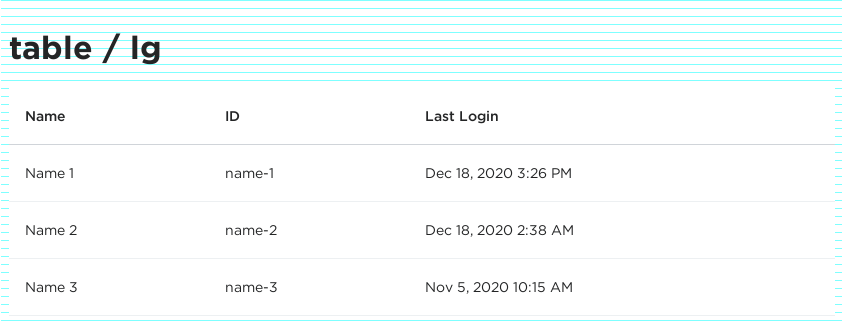 table / lg
Name ID Last Login
Name 1 name-1 Dec 18, 2020 3:26 PM
Name 2 name-2 Dec 18, 2020 2:38 AM
Name 3 name-3 Nov 5, 2020 10:15 AM